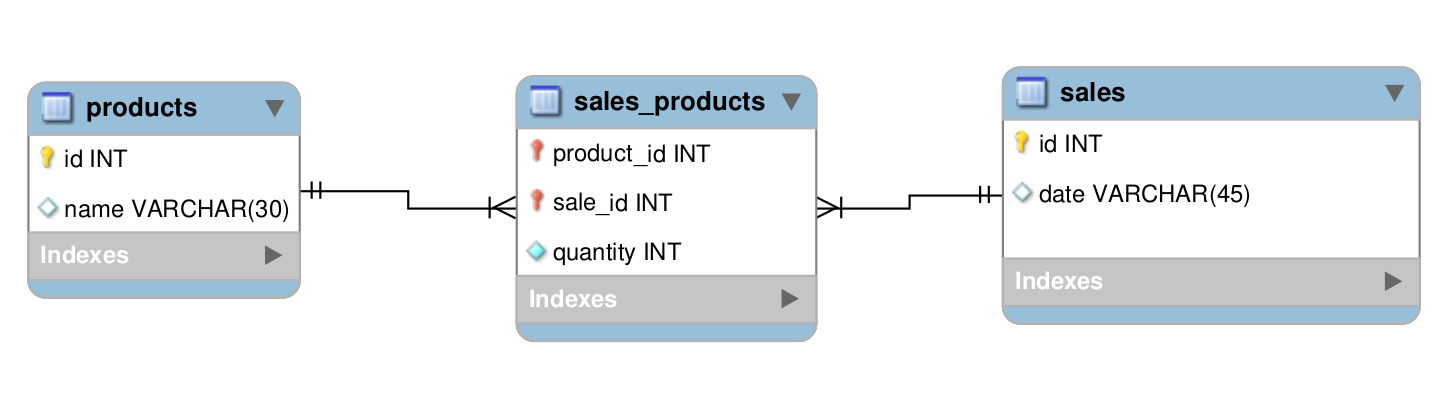 products
id INT
name VARCHAR(30)
Indexes
sales_products
product_id INT
sale_id INT
quantity INT
Indexes
sales
id INT
date VARCHAR(45)
Indexes